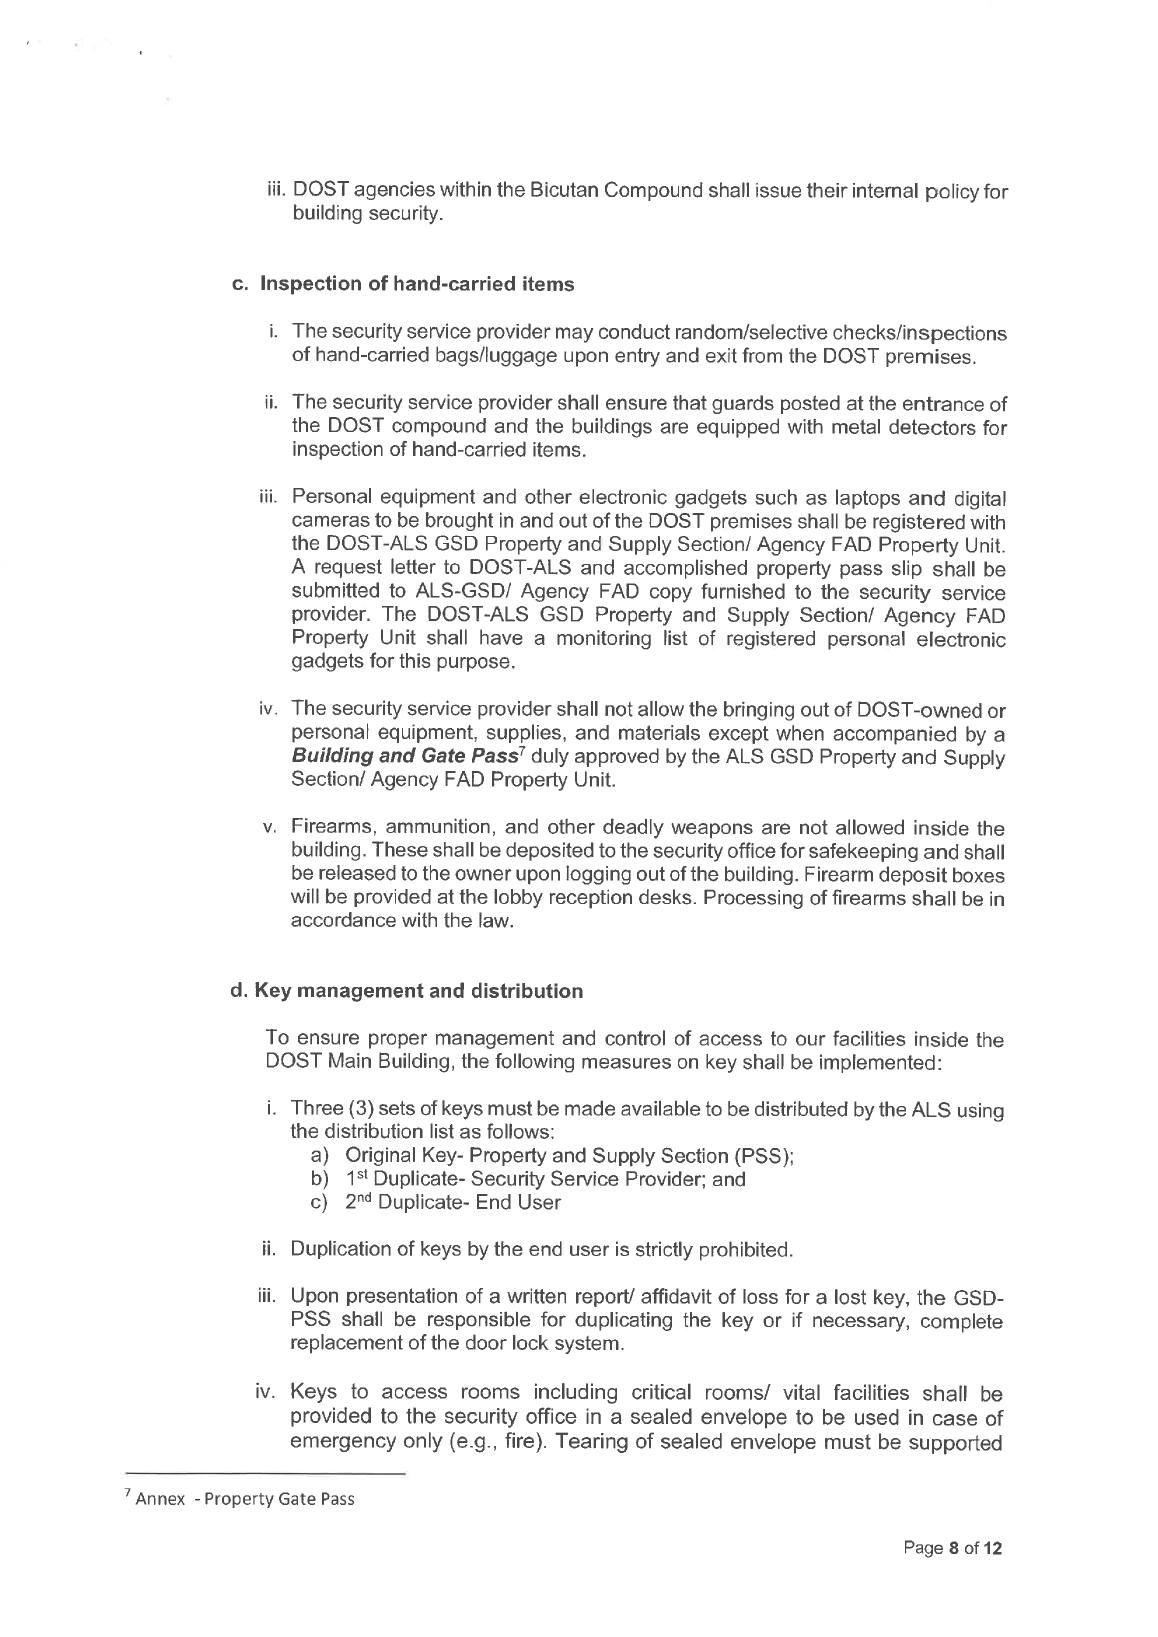 iii. DOST agencies within the Bicutan Compound shall issue their internal policy for
building security.
c. Inspection of hand-carried items
i. The security service provider may conduct random/selective checks/inspections
of hand-carried bags/luggage upon entry and exit from the DOST premises.
ii. The security service provider shall ensure that guards posted at the entrance of
the DOST compound and the buildings are equipped with metal detectors for
inspection of hand-carried items.
iii. Personal equipment and other electronic gadgets such as laptops and digital
cameras to be brought in and out of the DOST premises shall be registered with
the DOST-ALS GSD Property and Supply Section/ Agency FAD Property Unit.
A request letter to DOST-ALS and accomplished property pass slip shall be
submitted to ALS-GSD/ Agency FAD copy furnished to the security service
provider. The DOST-ALS GSD Property and Supply Section/ Agency FAD
Property Unit shall have a monitoring list of registered personal electronic
gadgets for this purpose.
iv. The security service provider shall not allow the bringing out of DOST-owned or
personal equipment, supplies, and materials except when accompanied by a
Building and Gate Pass⁷ duly approved by the ALS GSD Property and Supply
Section/ Agency FAD Property Unit.
v. Firearms, ammunition, and other deadly weapons are not allowed inside the
building. These shall be deposited to the security office for safekeeping and shall
be released to the owner upon logging out of the building. Firearm deposit boxes
will be provided at the lobby reception desks. Processing of firearms shall be in
accordance with the law.
d. Key management and distribution
To ensure proper management and control of access to our facilities inside the
DOST Main Building, the following measures on key shall be implemented:
i. Three (3) sets of keys must be made available to be distributed by the ALS using
the distribution list as follows:
a) Original Key- Property and Supply Section (PSS);
b) 1st Duplicate- Security Service Provider; and
c) 2nd Duplicate- End User
ii. Duplication of keys by the end user is strictly prohibited.
iii. Upon presentation of a written report/ affidavit of loss for a lost key, the GSD-
PSS shall be responsible for duplicating the key or if necessary, complete
replacement of the door lock system.
iv. Keys to access rooms including critical rooms/ vital facilities shall be
provided to the security office in a sealed envelope to be used in case of
emergency only (e.g., fire). Tearing of sealed envelope must be supported
⁷ Annex - Property Gate Pass
Page 8 of 12